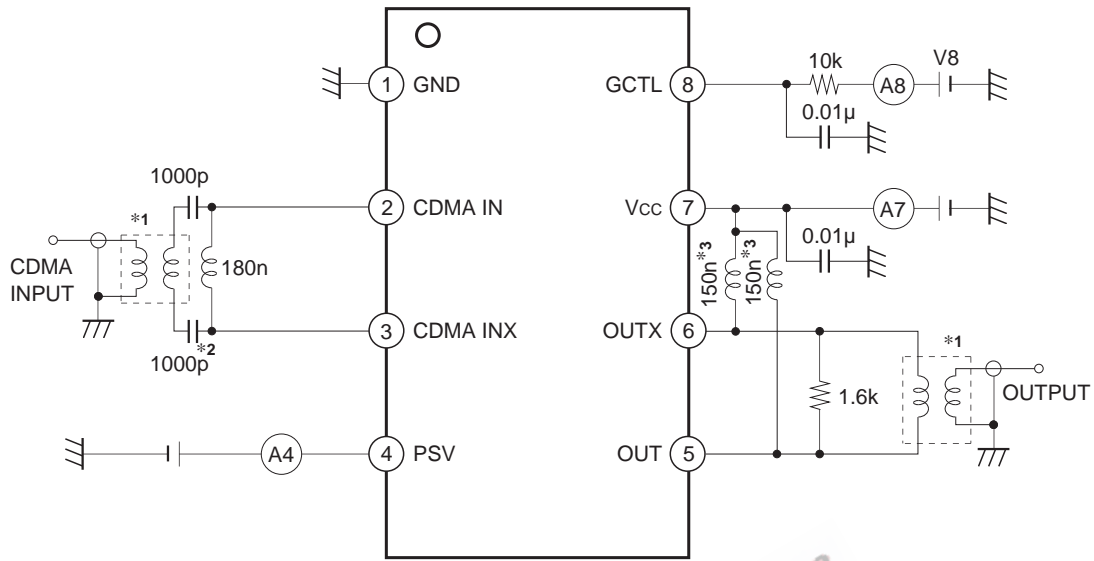 1 GND
GCTL 8
10k
A8
V8
0.01µ
1000p
*1
2 CDMA IN
VCC 7
A7
CDMA
INPUT
180n
150n*3
150n*3
0.01µ
1000p*2
3 CDMA INX
OUTX 6
*1
1.6k
OUTPUT
A4
4 PSV
OUT 5